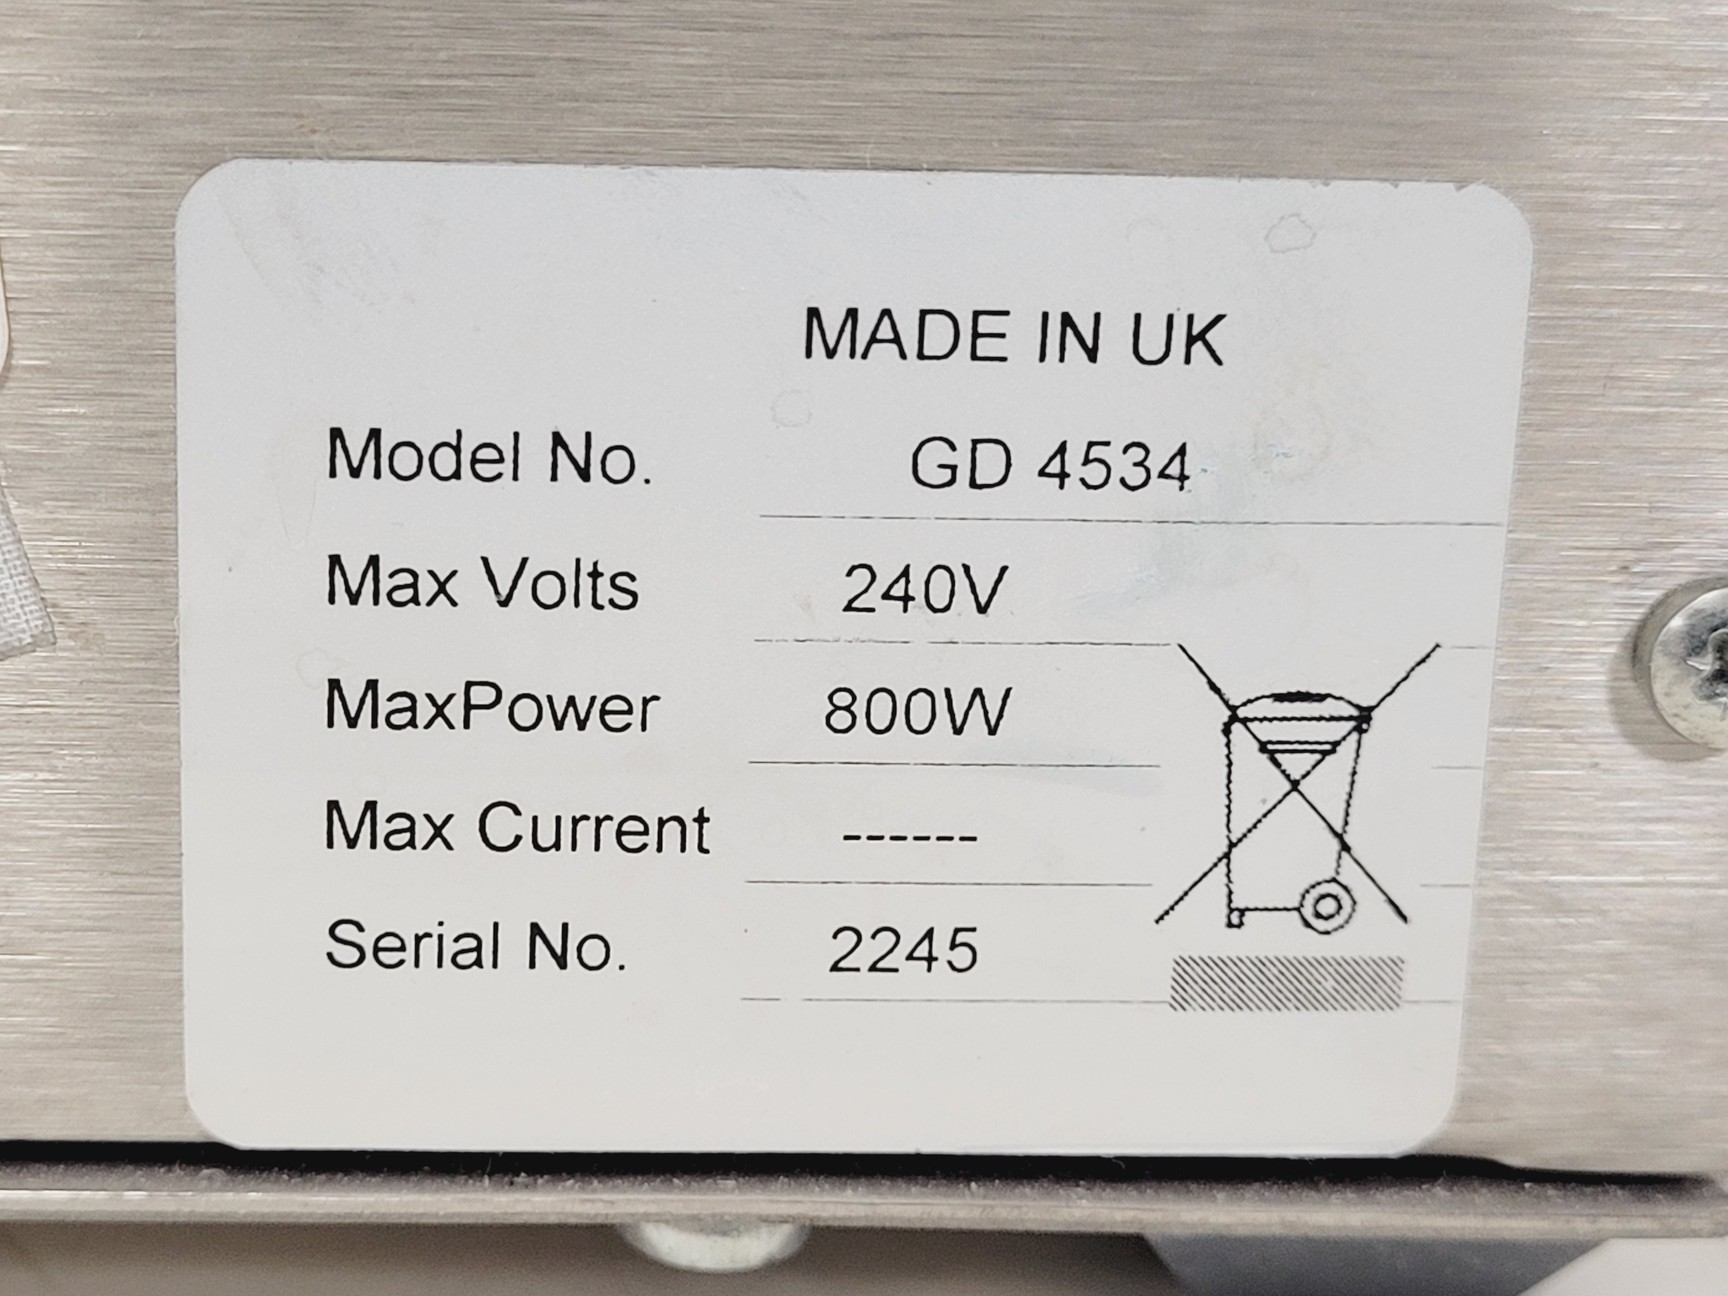 MADE IN UK
Model No. GD 4534
Max Volts 240V
MaxPower 800W
Max Current ------
Serial No. 2245